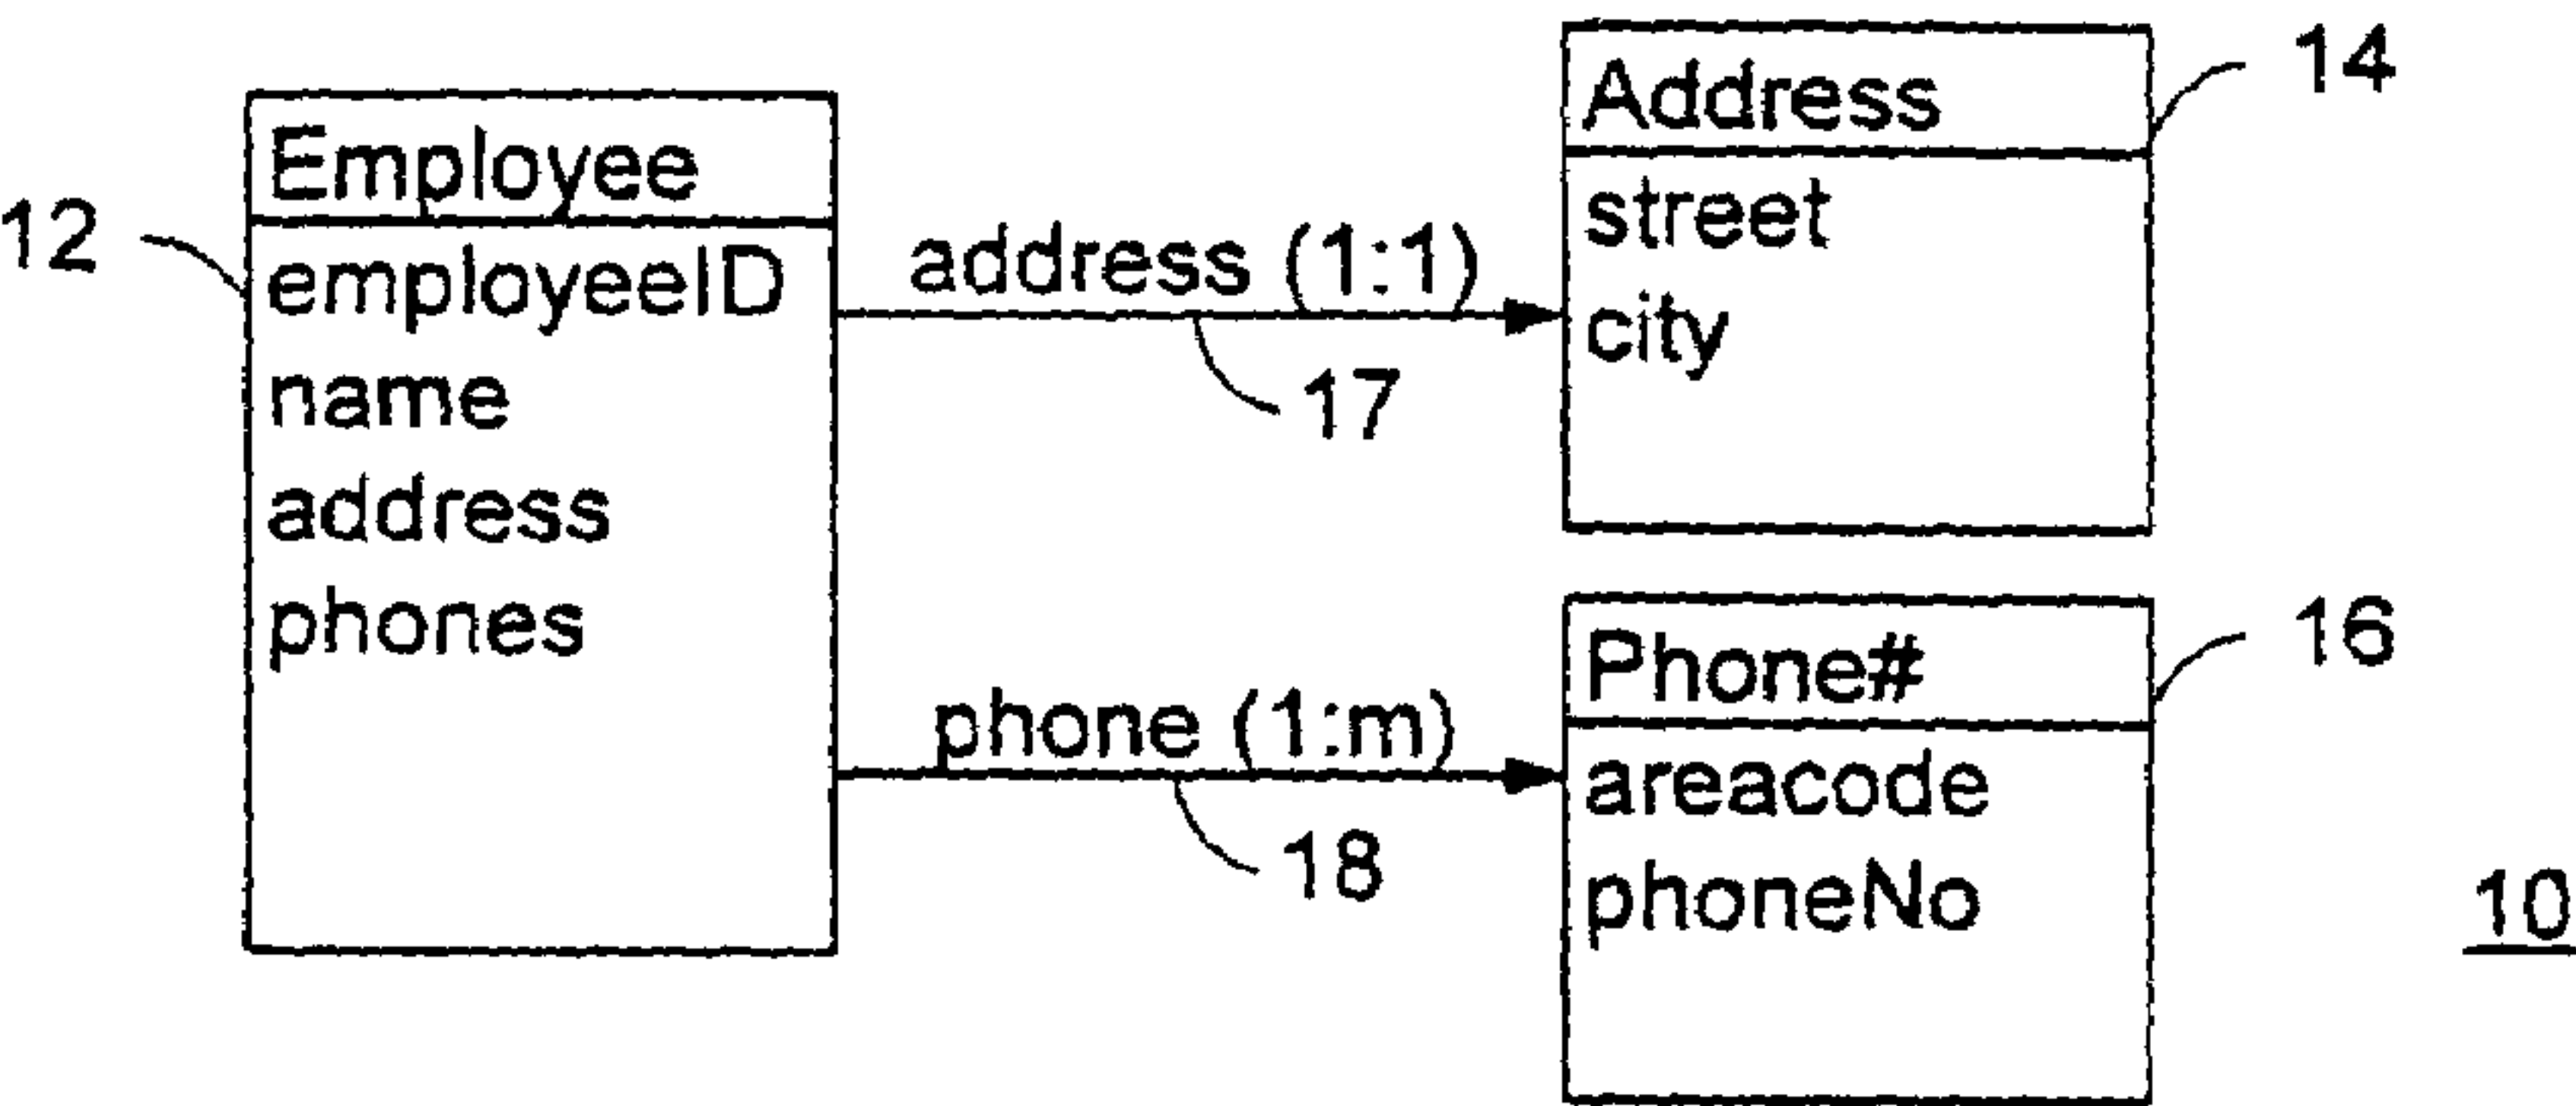 12
Employee
employeeID
name
address
phones
address (1:1)
17
phone (1:m)
18
Address
street
city
14
Phone#
areacode
phoneNo
16
10